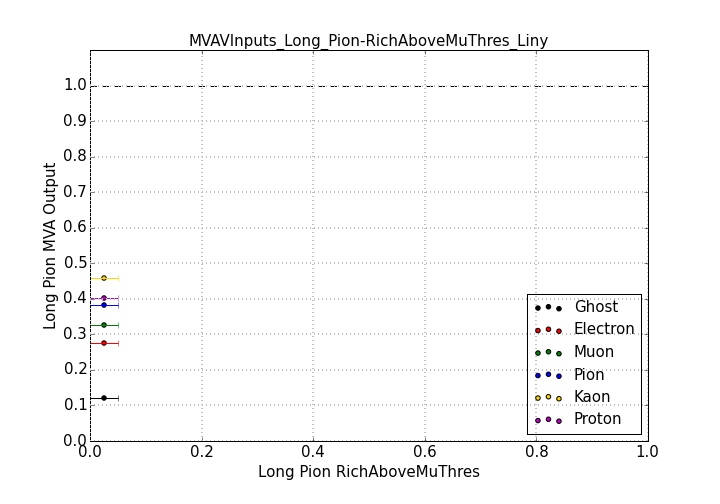 MVAVInputs_Long_Pion-RichAboveMuThres_Liny
1.0
0.9
0.8
0.7
0.6
0.5
0.4
0.3
0.2
0.1
0.0
Long Pion MVA Output
Ghost
Electron
Muon
Pion
Kaon
Proton
0.0 0.2 0.4 0.6 0.8 1.0
Long Pion RichAboveMuThres